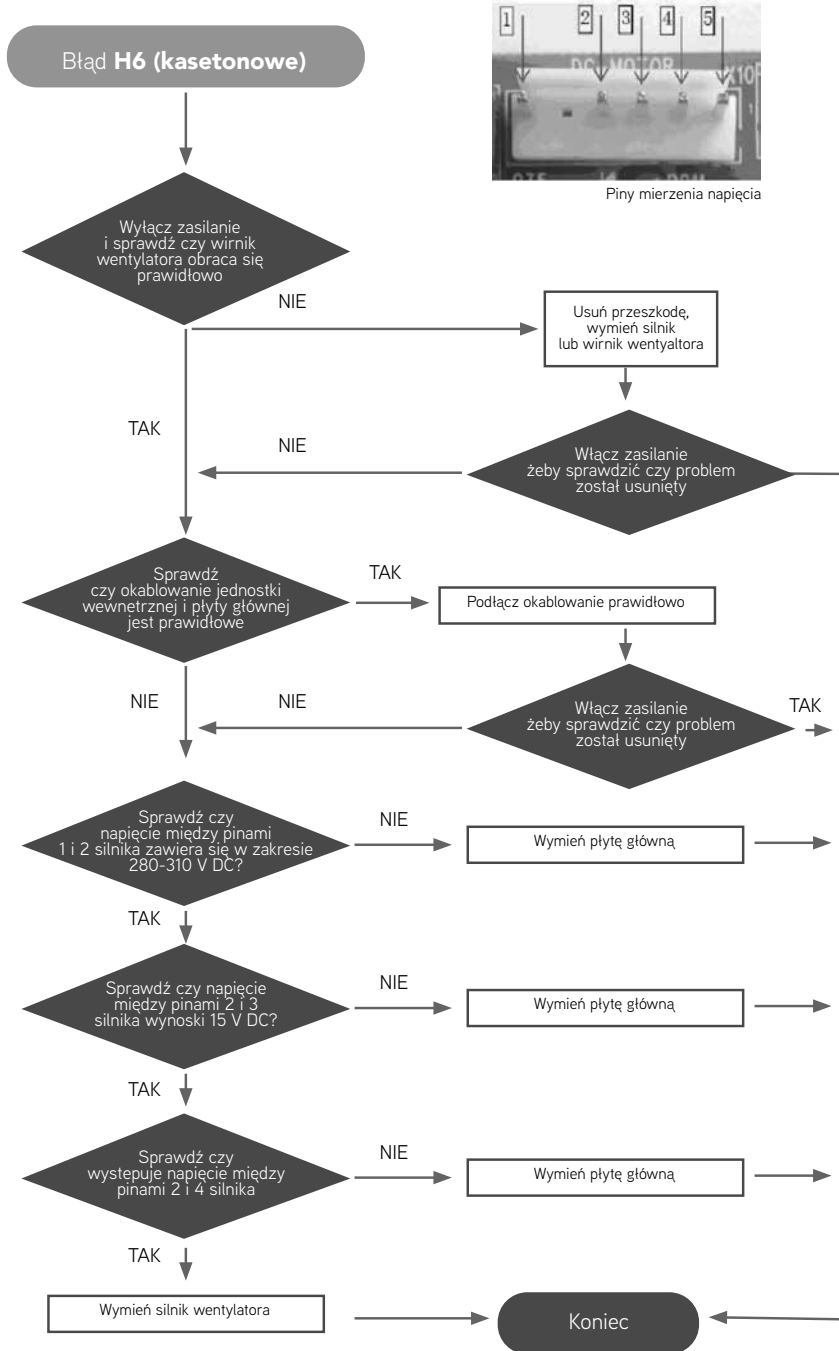 Błąd H6 (kasetonowe)
1 2 3 4 5
DC-MOTOR
Piny mierzenia napięcia
Wyłącz zasilanie
i sprawdź czy wirnik
wentylatora obraca się
prawidłowo
NIE
Usuń przeszkodę,
wymień silnik
lub wirnik wentyaltora
TAK
NIE
Włącz zasilanie
żeby sprawdzić czy problem
został usunięty
Sprawdź
czy okablowanie jednostki
wewnetrznej i płyty głównej
jest prawidłowe
TAK
Podłącz okablowanie prawidłowo
NIE
NIE
Włącz zasilanie
żeby sprawdzić czy problem
został usunięty
TAK
Sprawdź czy
napięcie między pinami
1 i 2 silnika zawiera się w zakresie
280-310 V DC?
NIE
Wymień płytę główną
TAK
Sprawdź czy napięcie
między pinami 2 i 3
silnika wynoski 15 V DC?
NIE
Wymień płytę główną
TAK
Sprawdź czy
wystepuje napięcie między
pinami 2 i 4 silnika
NIE
Wymień płytę główną
TAK
Wymień silnik wentylatora
Koniec